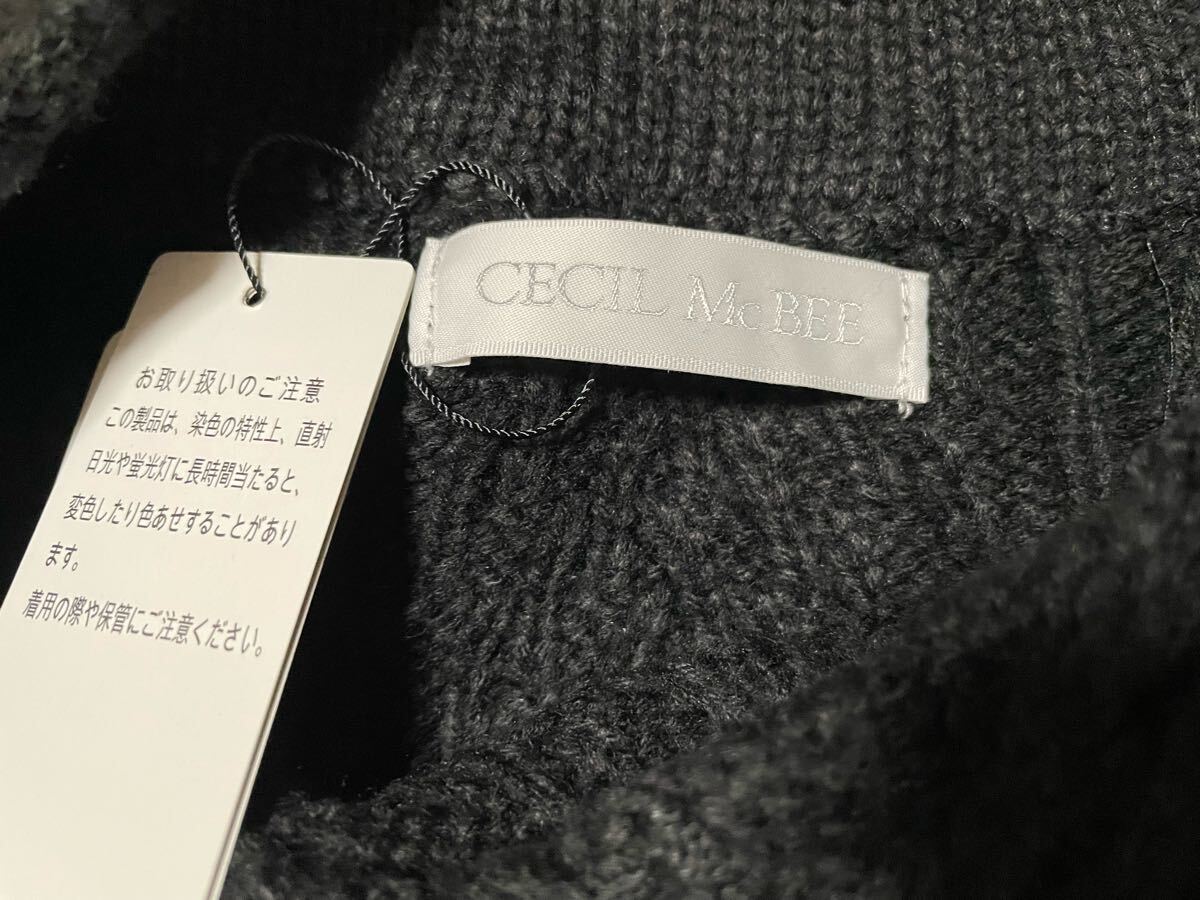 CECIL McBEE
お取り扱いのご注意
この製品は、染色の特性上、直射
日光や蛍光灯に長時間当たると、
変色したり色あせすることがあり
ます。
着用の際や保管にご注意ください。